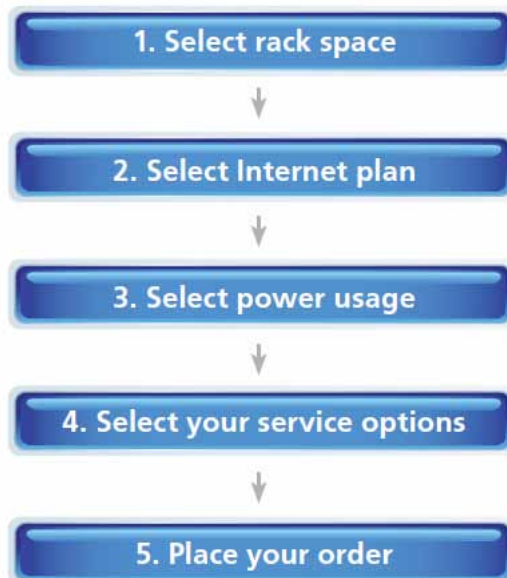 1. Select rack space
2. Select Internet plan
3. Select power usage
4. Select your service options
5. Place your order